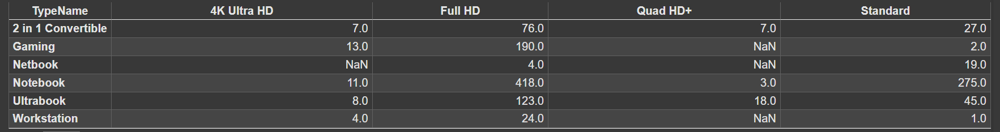 TypeName 4K Ultra HD Full HD Quad HD+ Standard
2 in 1 Convertible 7.0 76.0 7.0 27.0
Gaming 13.0 190.0 NaN 2.0
Netbook NaN 4.0 NaN 19.0
Notebook 11.0 418.0 3.0 275.0
Ultrabook 8.0 123.0 18.0 45.0
Workstation 4.0 24.0 NaN 1.0